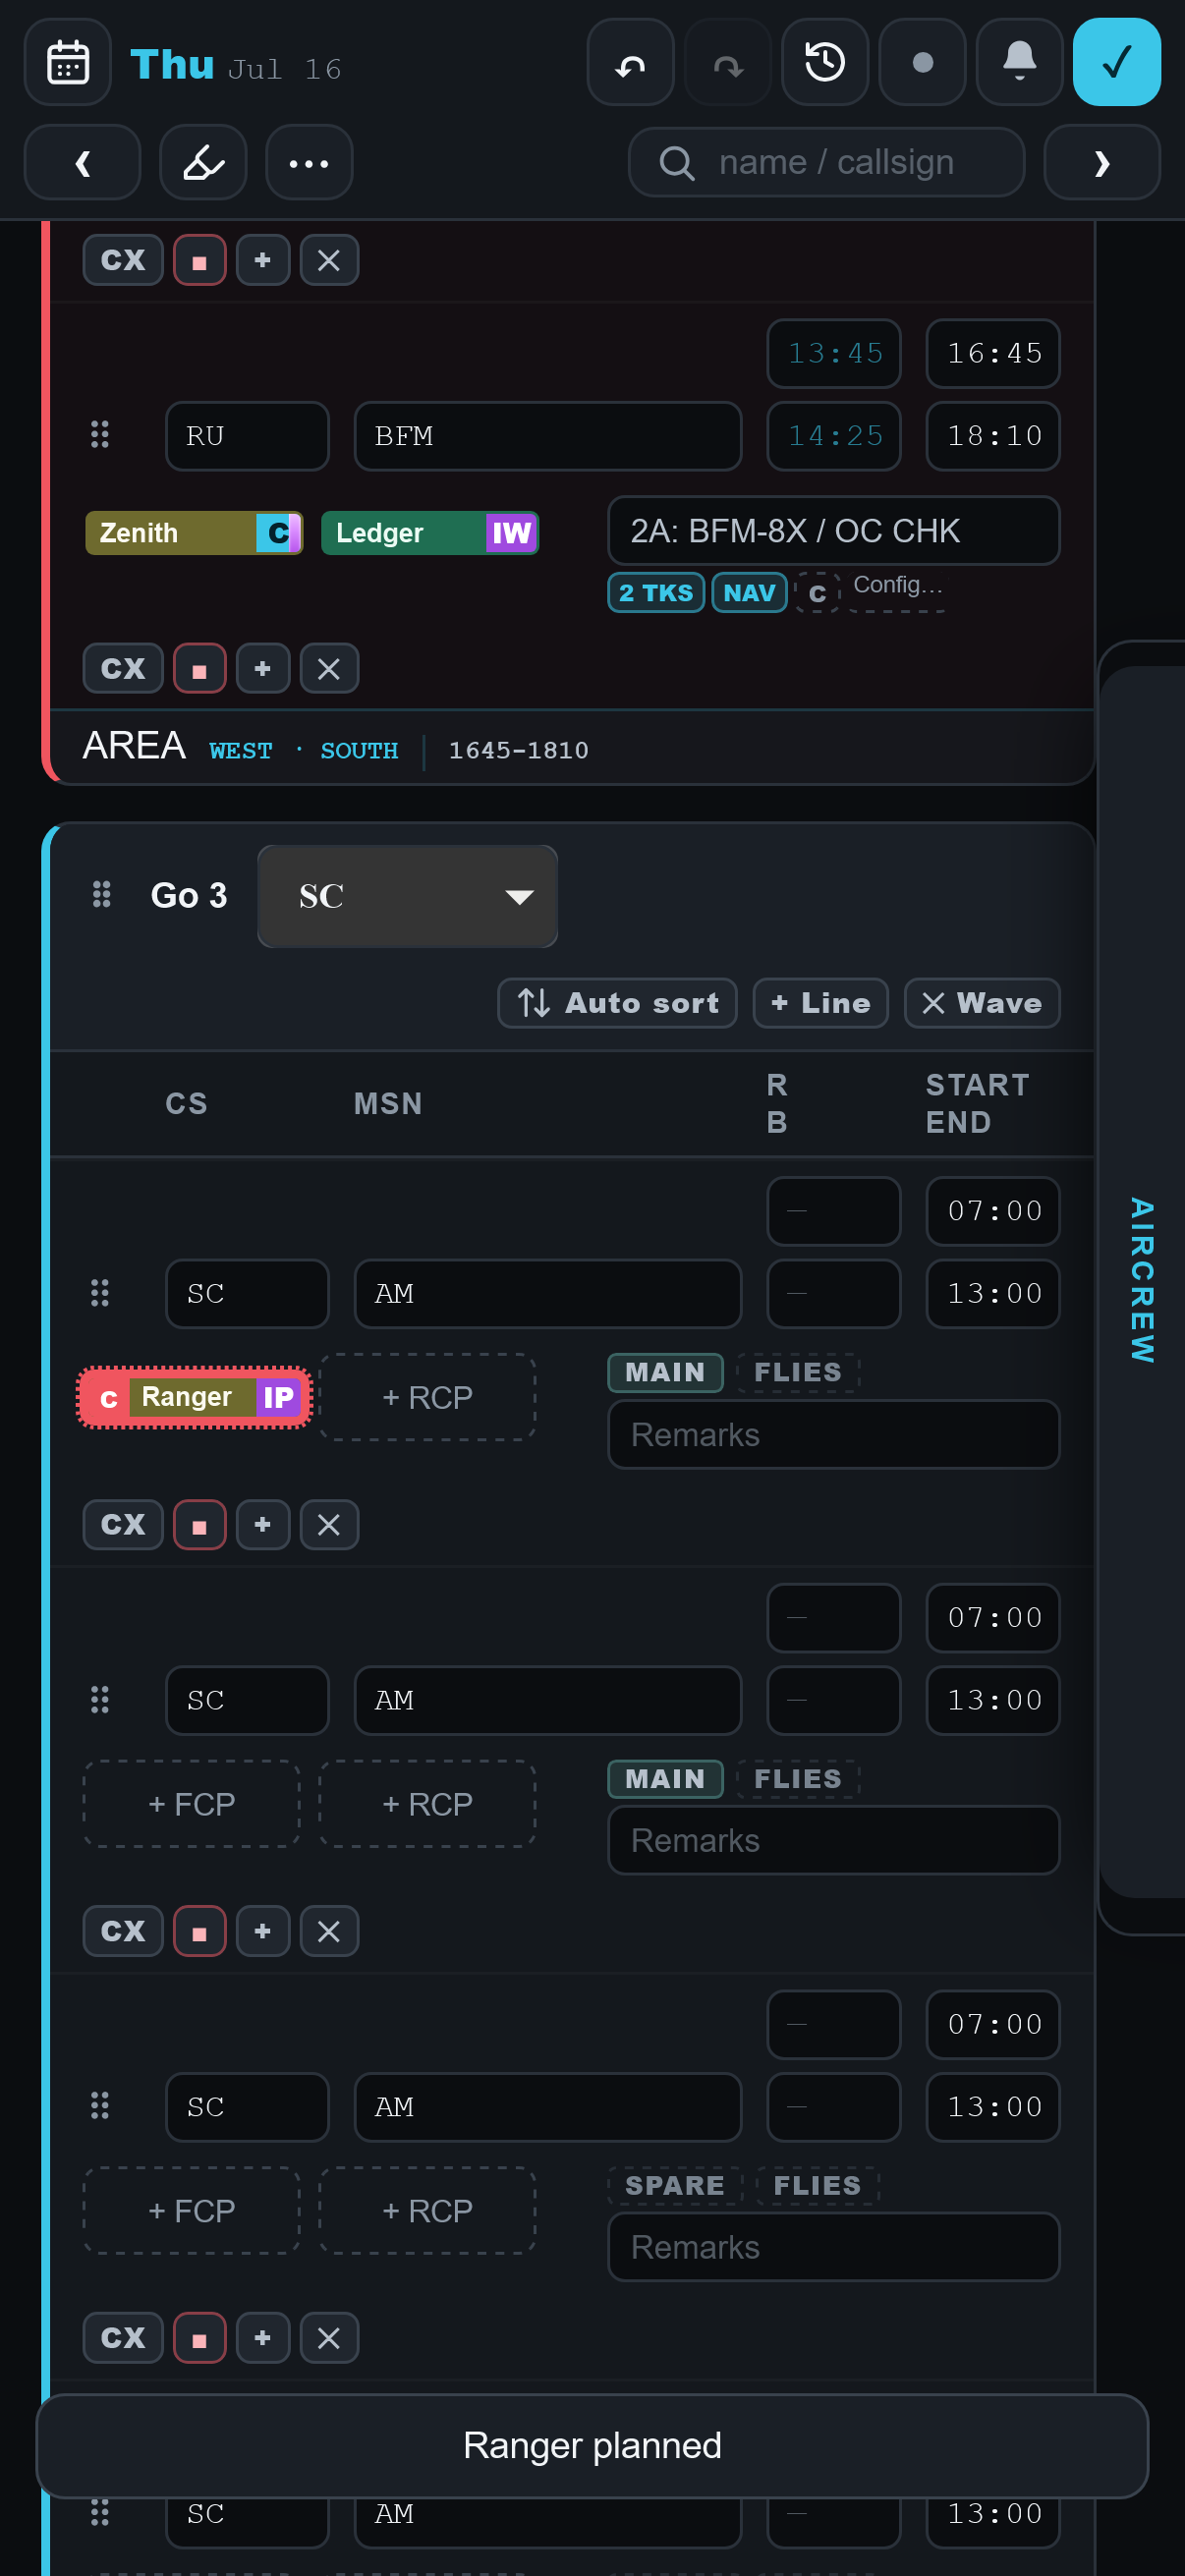 Thu Jul 16
name / callsign
CX
13:45 16:45
RU BFM 14:25 18:10
Zenith C Ledger IW 2A: BFM-8X / OC CHK
2 TKS NAV C Config…
CX
AREA WEST · SOUTH 1645-1810
Go 3 SC
Auto sort + Line × Wave
CS MSN R START
B END
— 07:00
SC AM — 13:00
c Ranger IP + RCP MAIN FLIES
Remarks
CX
— 07:00
SC AM — 13:00
+ FCP + RCP MAIN FLIES
Remarks
CX
— 07:00
SC AM — 13:00
+ FCP + RCP SPARE FLIES
Remarks
CX
Ranger planned
SC AM — 13:00
AIRCREW